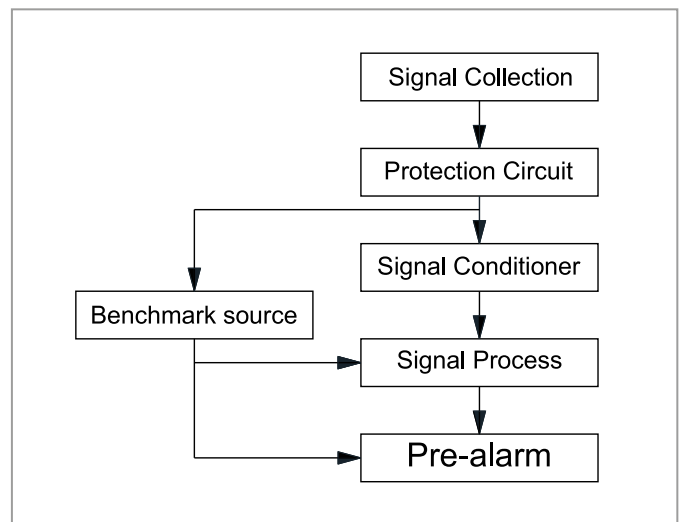 Signal Collection
Protection Circuit
Signal Conditioner
Benchmark source
Signal Process
Pre-alarm